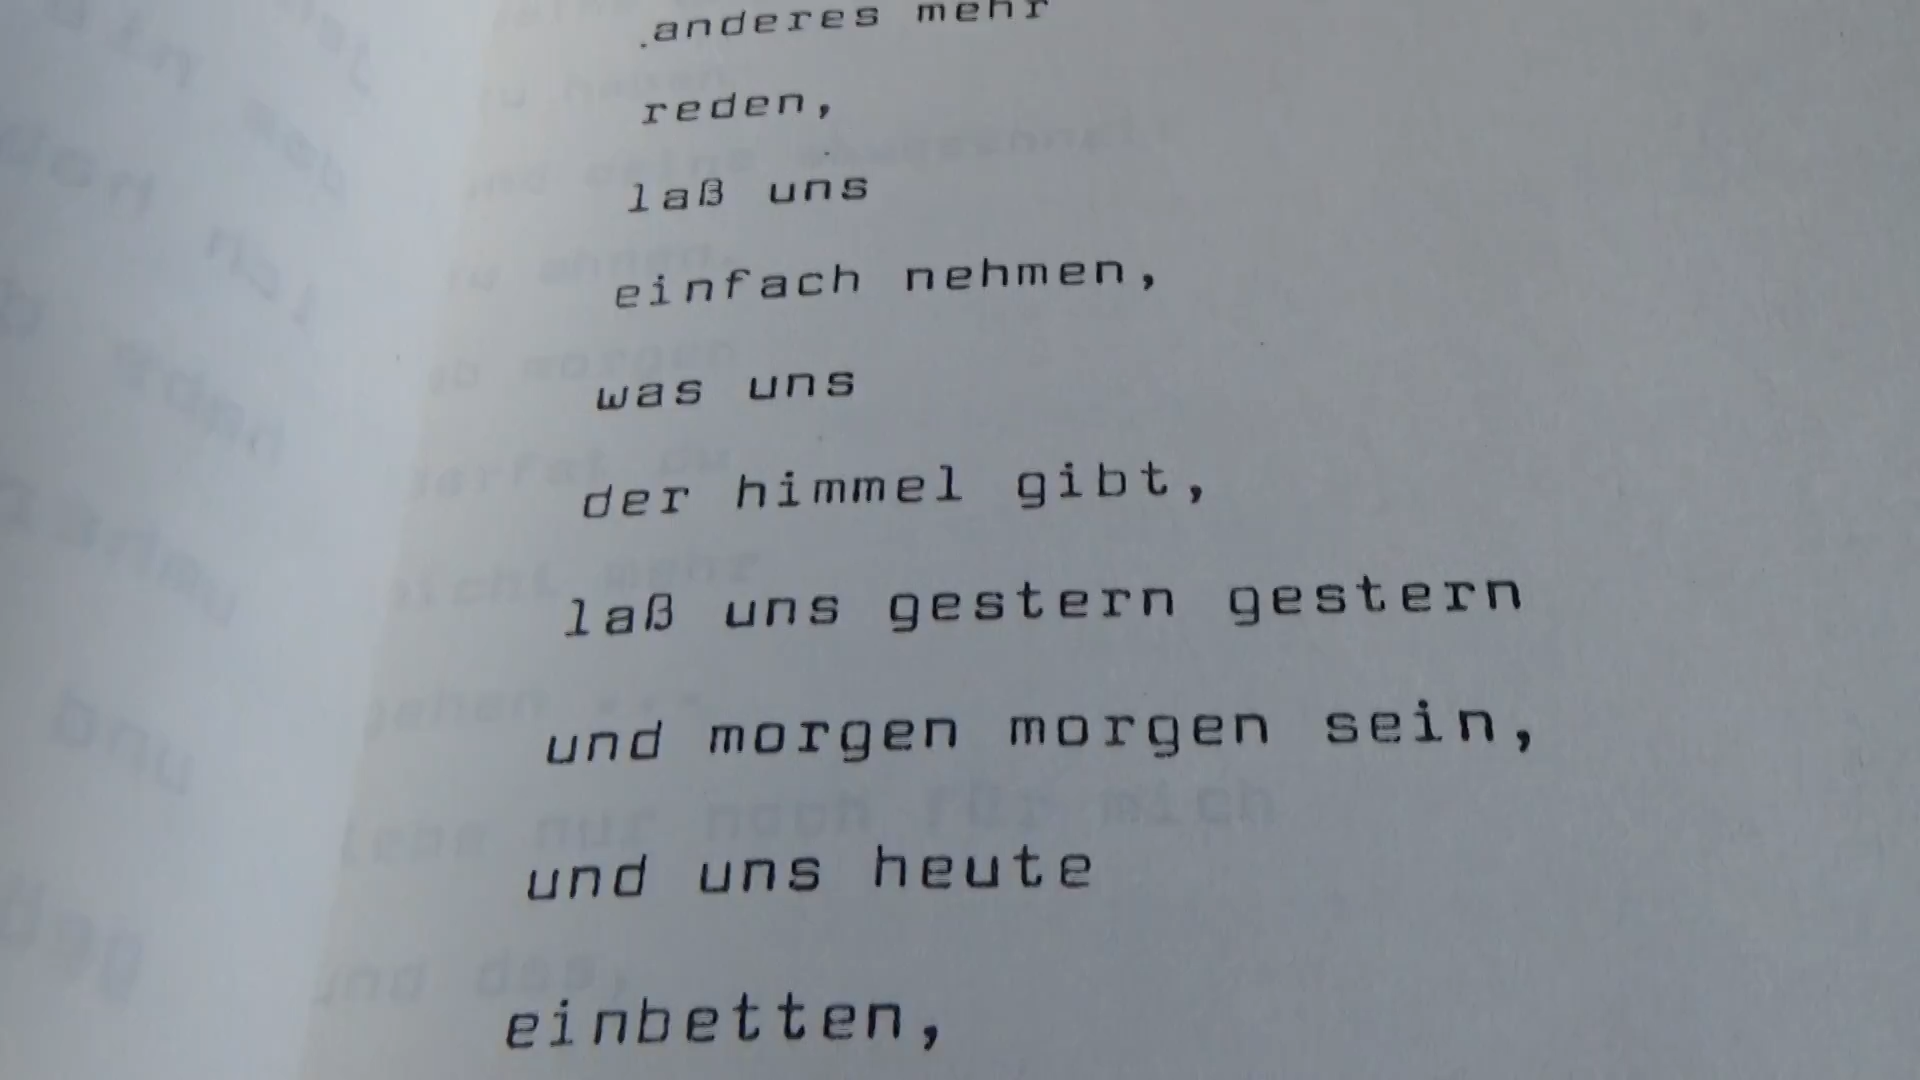 anderes mehr
reden,
laß uns
einfach nehmen,
was uns
der himmel gibt,
laß uns gestern gestern
und morgen morgen sein,
und uns heute
einbetten,